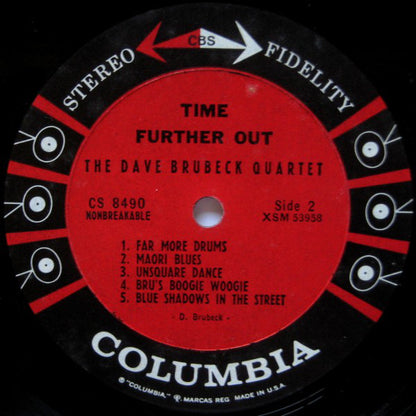 CBS
STEREO FIDELITY
TIME
FURTHER OUT
THE DAVE BRUBECK QUARTET
CS 8490
NONBREAKABLE
Side 2
XSM 53958
1. FAR MORE DRUMS
2. MAORI BLUES
3. UNSQUARE DANCE
4. BRU'S BOOGIE WOOGIE
5. BLUE SHADOWS IN THE STREET
- D. Brubeck -
COLUMBIA
® "COLUMBIA," ℗, MARCAS REG. MADE IN U.S.A.